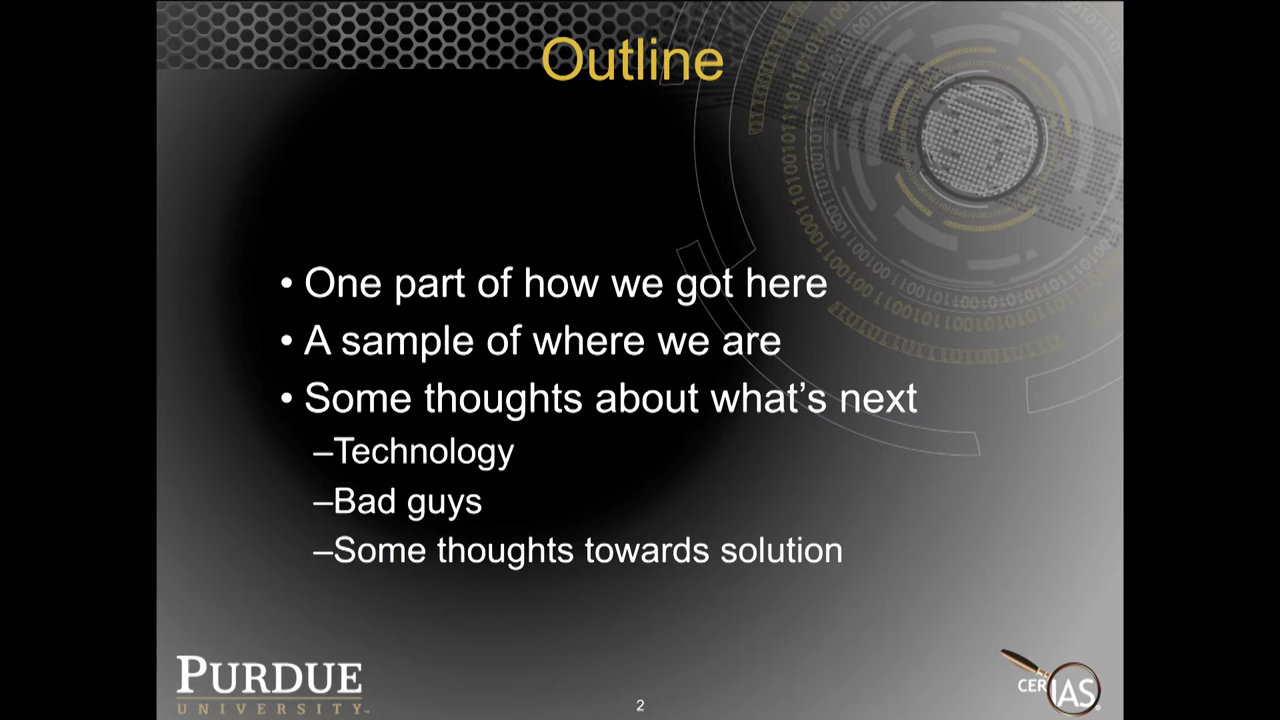 Outline
• One part of how we got here
• A sample of where we are
• Some thoughts about what’s next
–Technology
–Bad guys
–Some thoughts towards solution
PURDUE
UNIVERSITY
2
CERIAS